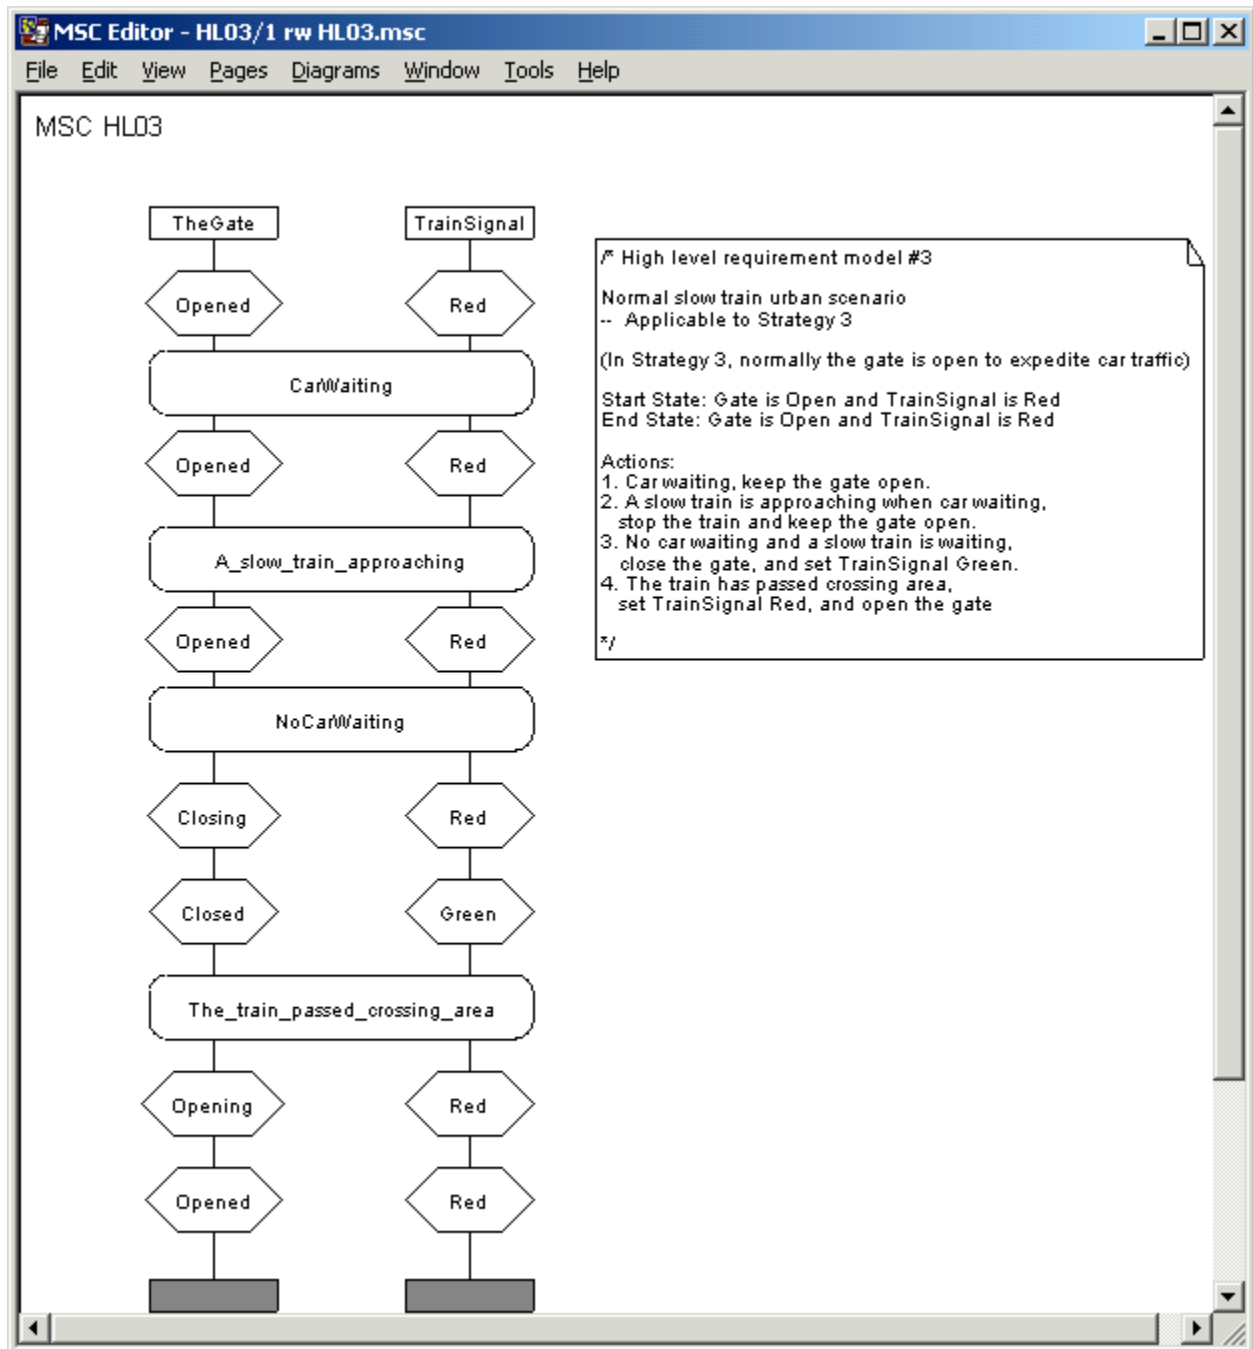 MSC Editor - HL03/1 rw HL03.msc
File Edit View Pages Diagrams Window Tools Help
MSC HL03
TheGate TrainSignal
Opened Red
CarWaiting
Opened Red
A_slow_train_approaching
Opened Red
NoCarWaiting
Closing Red
Closed Green
The_train_passed_crossing_area
Opening Red
Opened Red
/* High level requirement model #3
Normal slow train urban scenario
-- Applicable to Strategy 3
(In Strategy 3, normally the gate is open to expedite car traffic)
Start State: Gate is Open and TrainSignal is Red
End State: Gate is Open and TrainSignal is Red
Actions:
1. Car waiting, keep the gate open.
2. A slow train is approaching when car waiting,
stop the train and keep the gate open.
3. No car waiting and a slow train is waiting,
close the gate, and set TrainSignal Green.
4. The train has passed crossing area,
set TrainSignal Red, and open the gate
*/